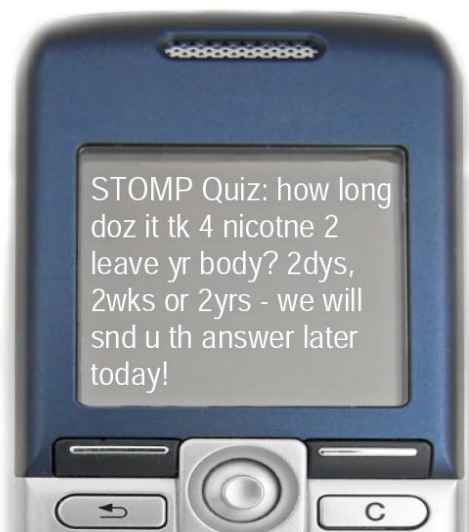 STOMP Quiz: how long
doz it tk 4 nicotne 2
leave yr body? 2dys,
2wks or 2yrs - we will
snd u th answer later
today!
C